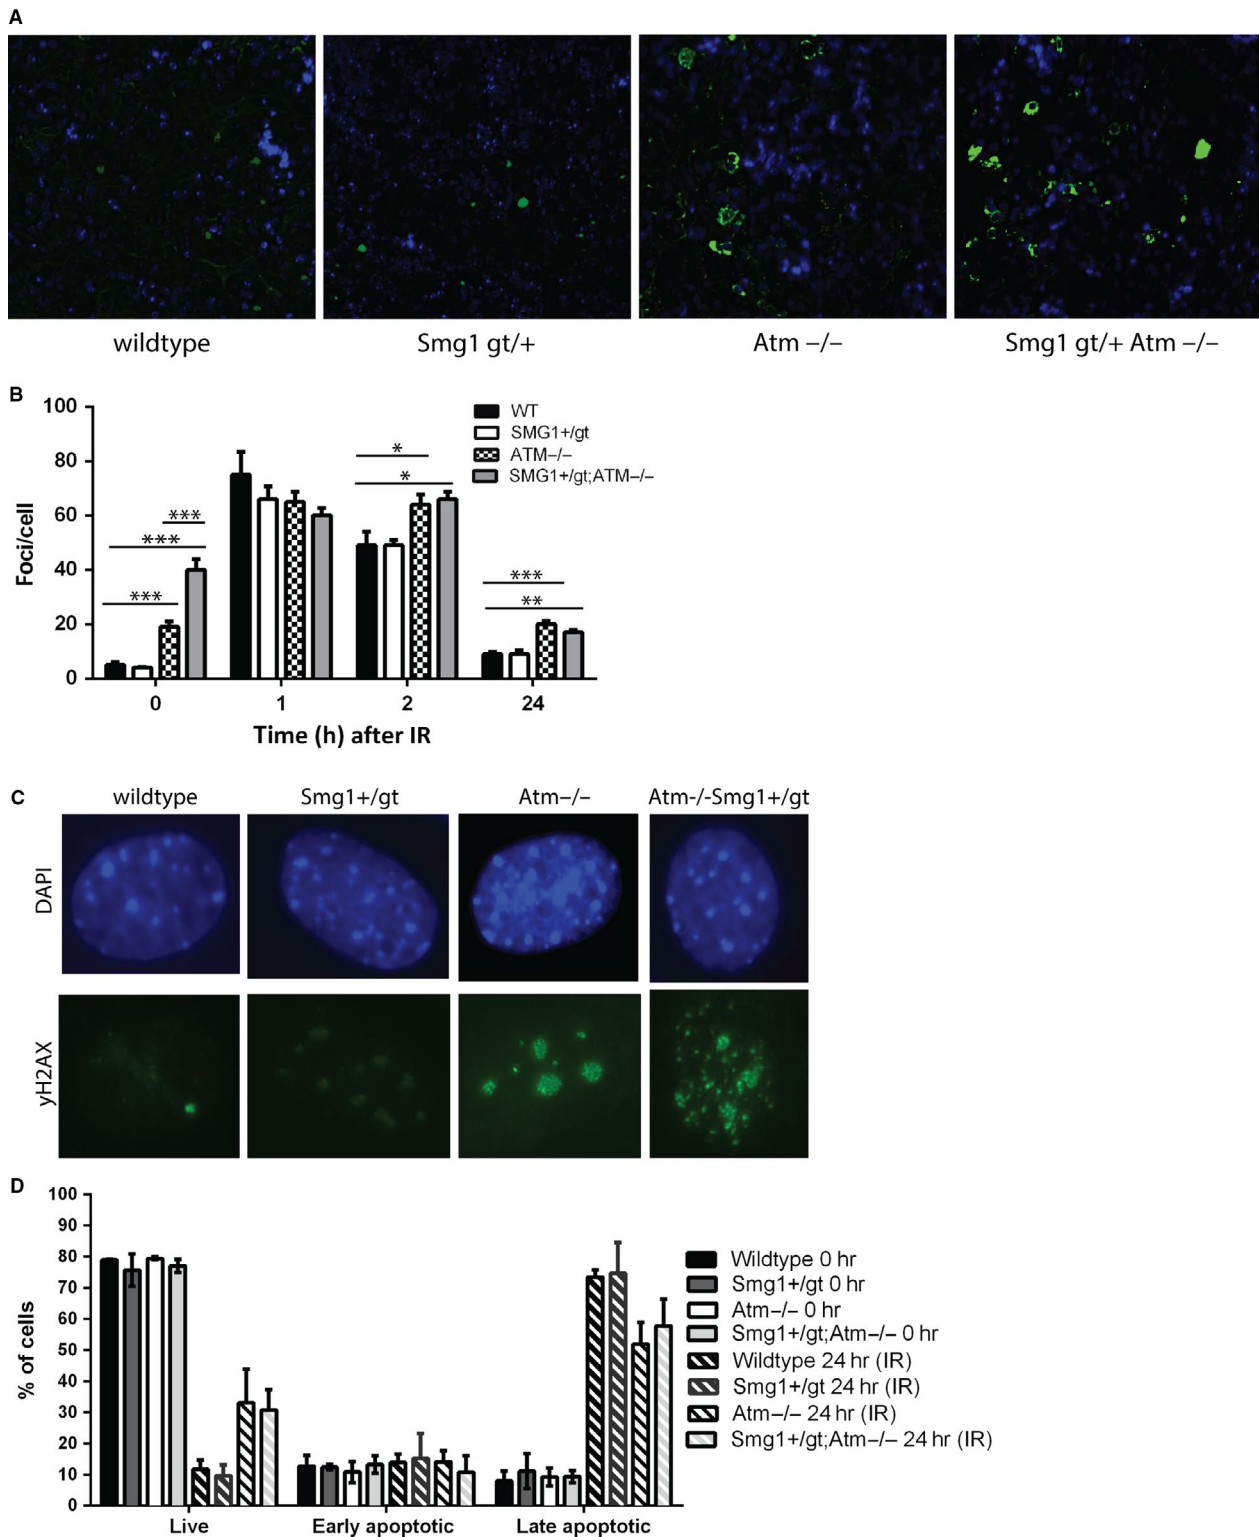 A
wildtype
Smg1 gt/+
Atm –/–
Smg1 gt/+ Atm –/–
B
100
80
60
40
20
0
Foci/cell
WT
SMG1+/gt
ATM–/–
SMG1+/gt;ATM–/–
***
***
***
*
*
***
**
0
1
2
24
Time (h) after IR
C
wildtype
Smg1+/gt
Atm–/–
Atm-/-Smg1+/gt
DAPI
yH2AX
D
100
90
80
70
60
50
40
30
20
10
0
% of cells
Wildtype 0 hr
Smg1+/gt 0 hr
Atm–/– 0 hr
Smg1+/gt;Atm–/– 0 hr
Wildtype 24 hr (IR)
Smg1+/gt 24 hr (IR)
Atm–/– 24 hr (IR)
Smg1+/gt;Atm–/– 24 hr (IR)
Live
Early apoptotic
Late apoptotic